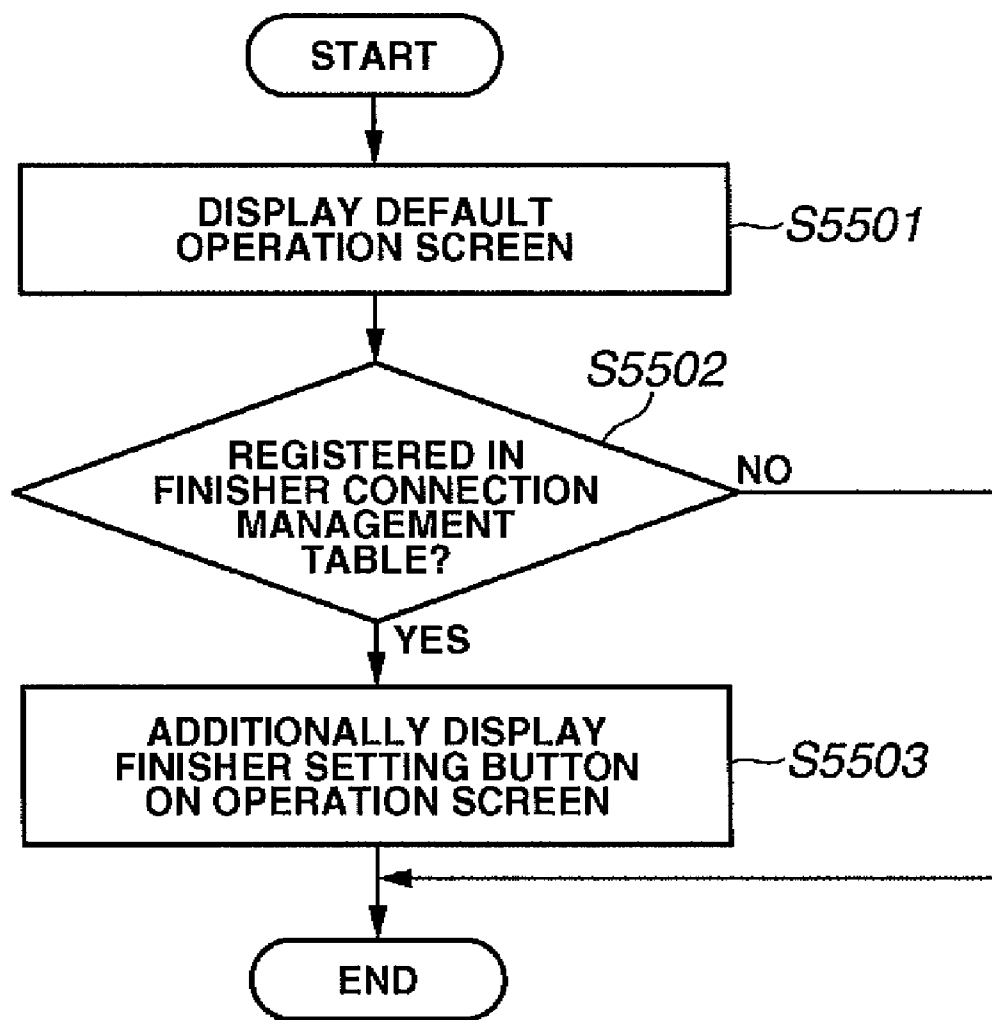 START
DISPLAY DEFAULT
OPERATION SCREEN
S5501
S5502
REGISTERED IN
FINISHER CONNECTION
MANAGEMENT
TABLE?
NO
YES
ADDITIONALLY DISPLAY
FINISHER SETTING BUTTON
ON OPERATION SCREEN
S5503
END